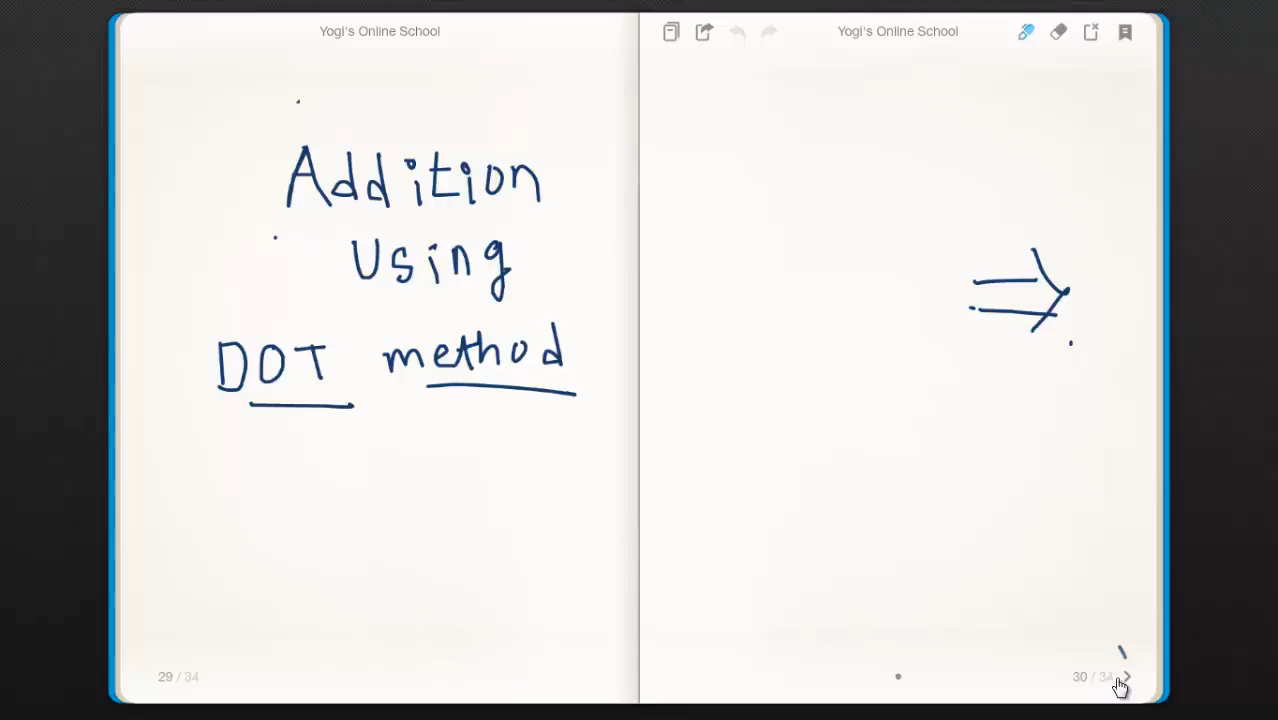 Yogi's Online School
Addition
Using
DOT method
29 / 34
Yogi's Online School
30 / 34